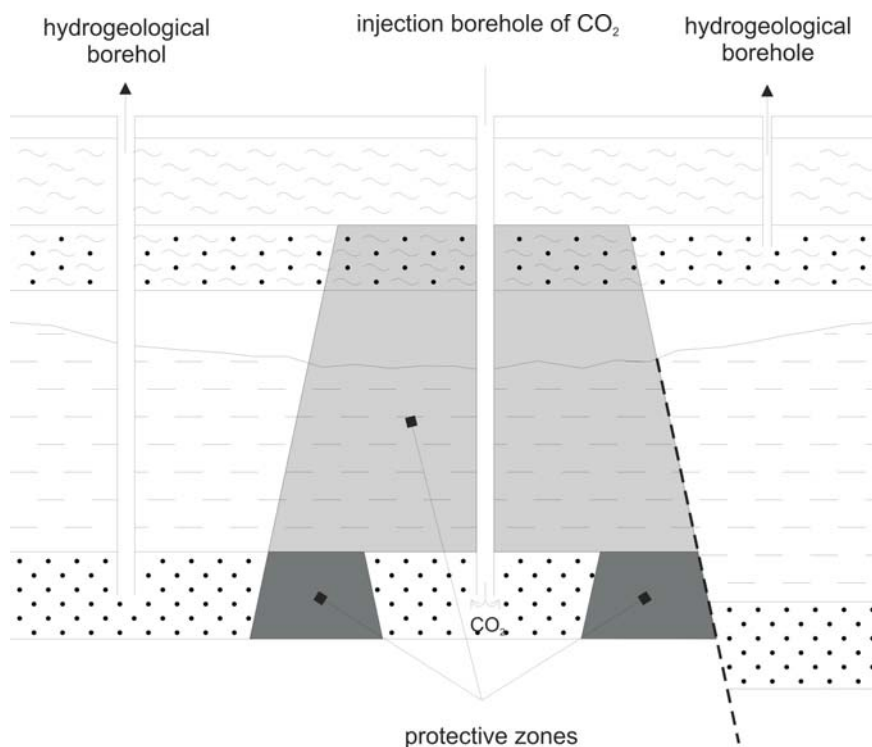 hydrogeological
borehol
injection borehole of CO₂
hydrogeological
borehole
CO₂
protective zones